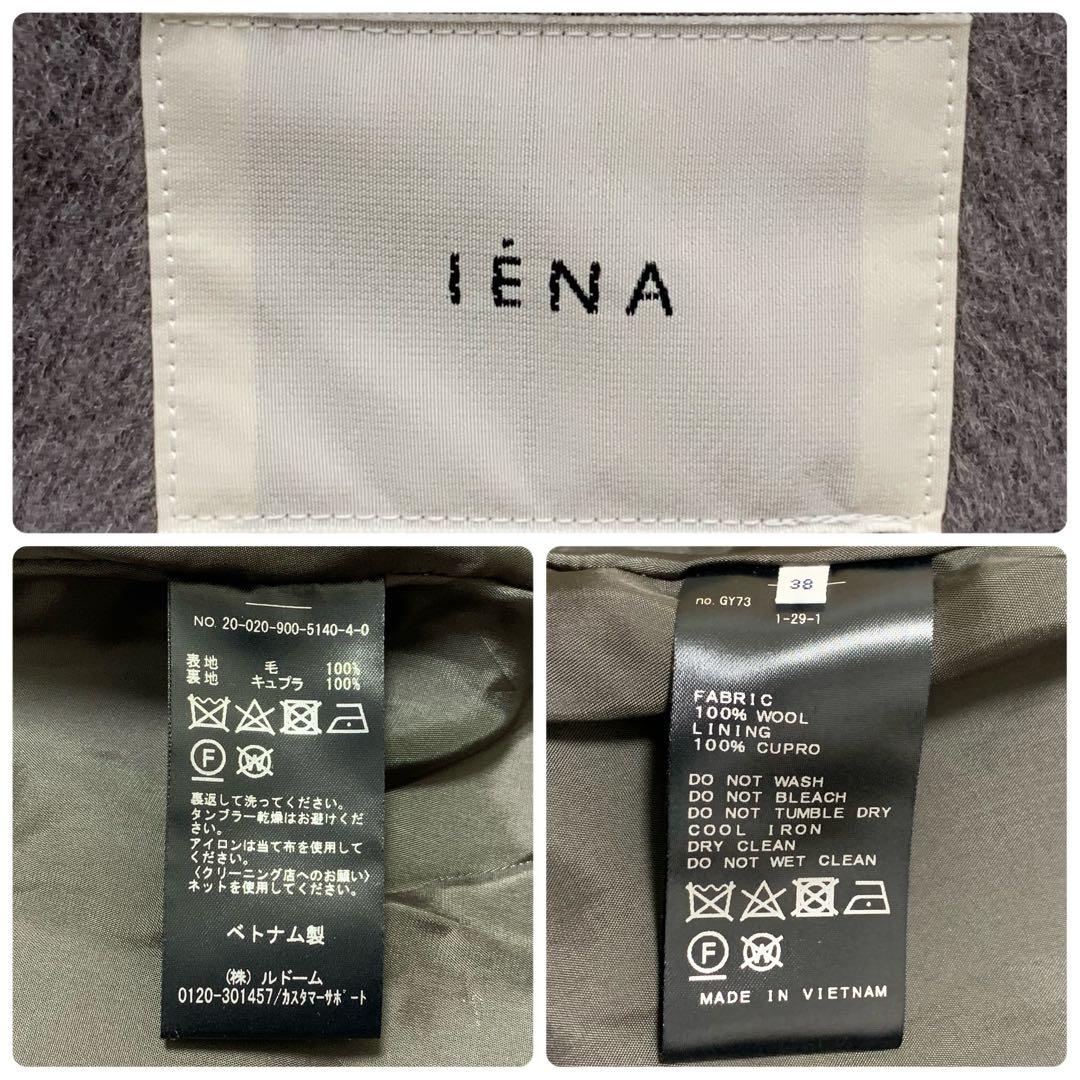 IÉNA
NO. 20-020-900-5140-4-0
表地 毛 100%
裏地 キュプラ 100%
F W
裏返して洗ってください。
タンブラー乾燥はお避けくだ
さい。
アイロンは当て布を使用して
ください。
〈クリーニング店へのお願い〉
ネットを使用してください。
ベトナム製
(株) ルドーム
0120-301457/カスタマーサポート
38
no. GY73
1-29-1
FABRIC
100% WOOL
LINING
100% CUPRO
DO NOT WASH
DO NOT BLEACH
DO NOT TUMBLE DRY
COOL IRON
DRY CLEAN
DO NOT WET CLEAN
F W
MADE IN VIETNAM